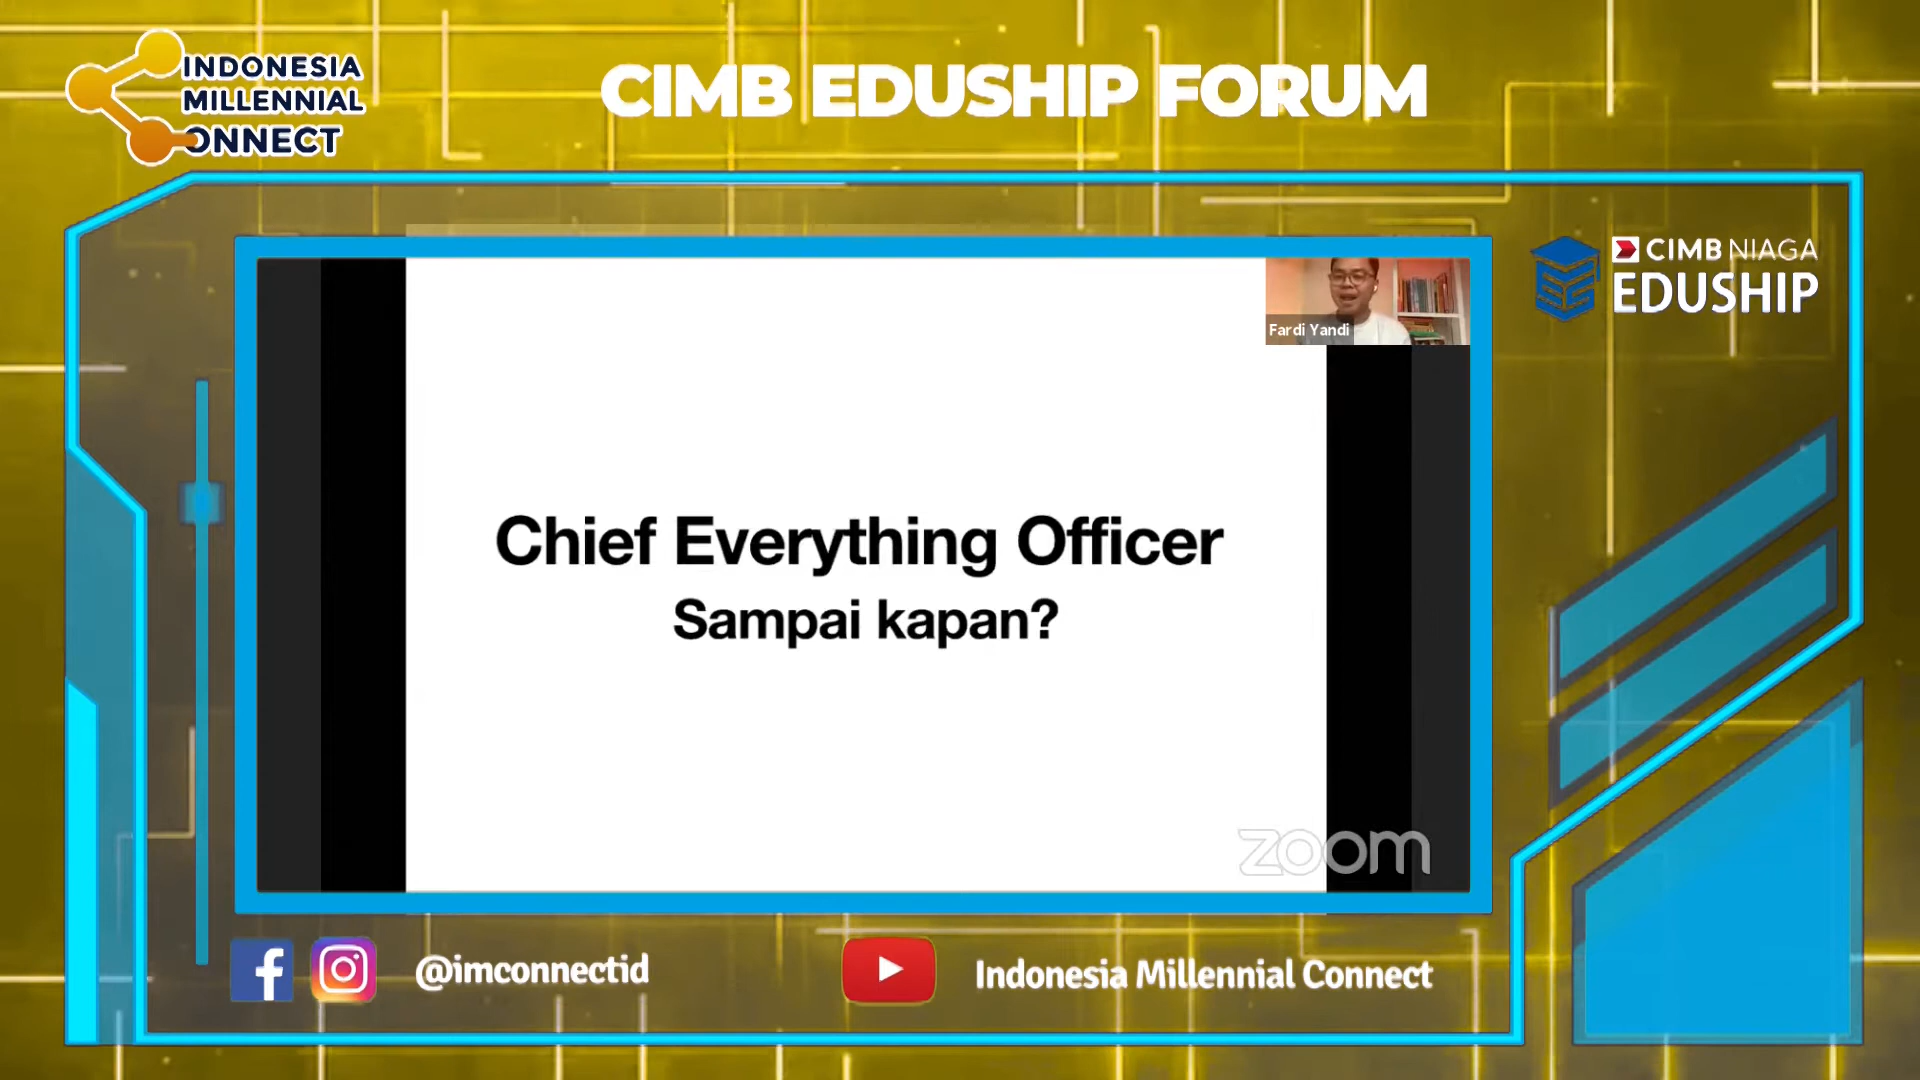 INDONESIA
MILLENNIAL
CONNECT
CIMB EDUSHIP FORUM
CIMB NIAGA
EDUSHIP
Fardi Yandi
Chief Everything Officer
Sampai kapan?
zoom
@imconnectid
Indonesia Millennial Connect